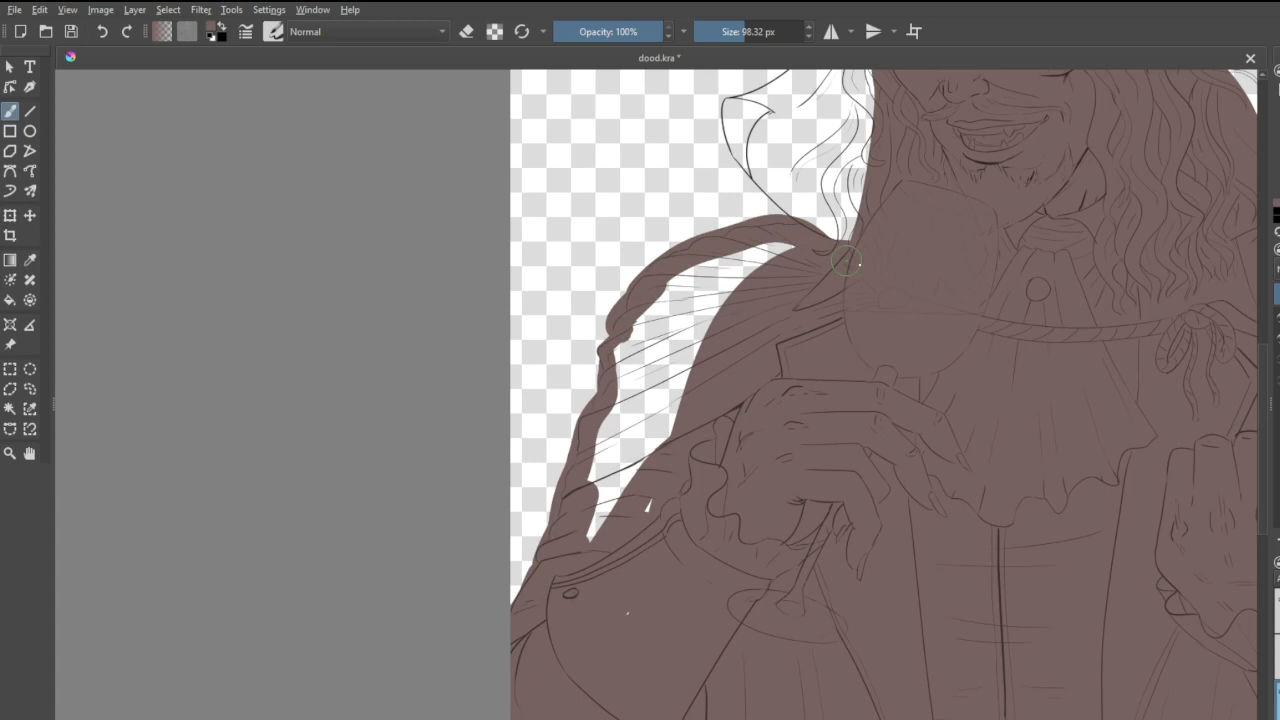 File Edit View Image Layer Select Filter Tools Settings Window Help
Normal Opacity: 100% Size: 98.32 px
dood.kra *